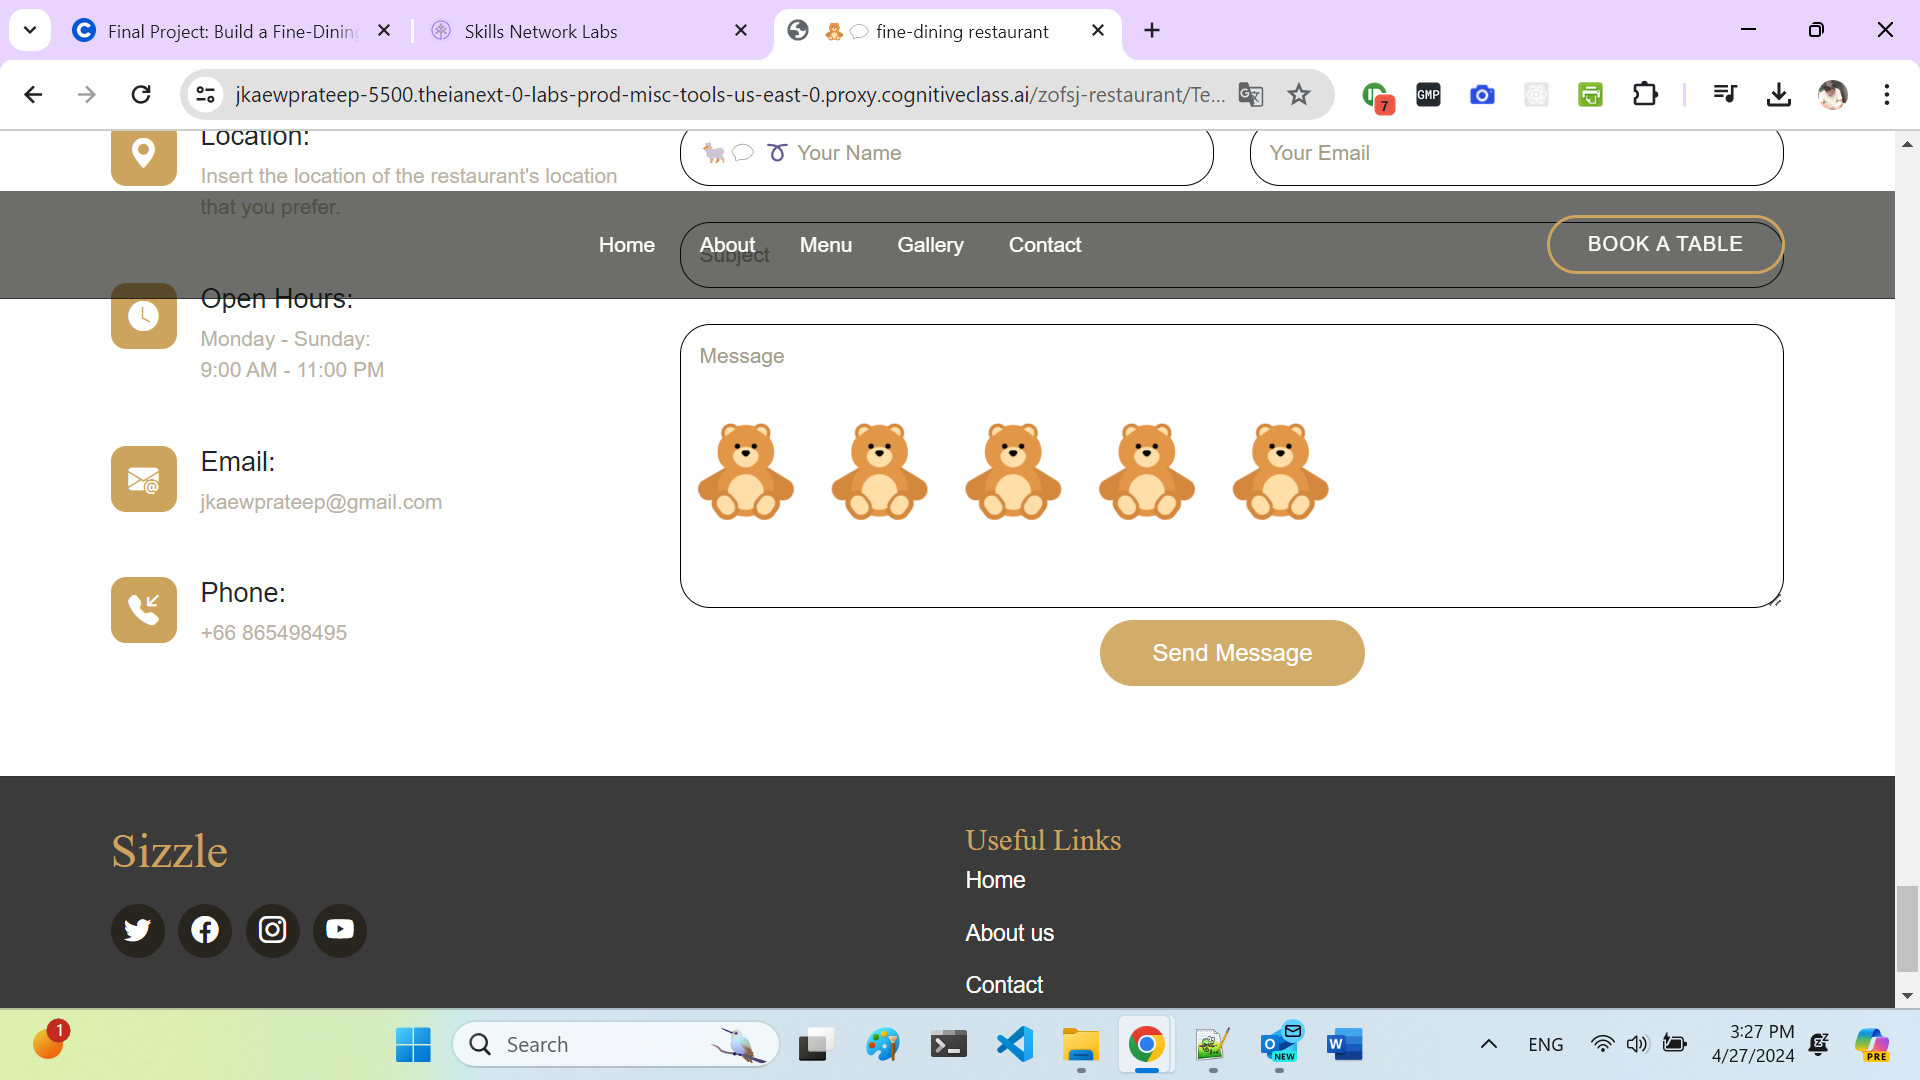 Final Project: Build a Fine-Dining
Skills Network Labs
🧸💬 fine-dining restaurant
jkaewprateep-5500.theianext-0-labs-prod-misc-tools-us-east-0.proxy.cognitiveclass.ai/zofsj-restaurant/Te...
7
GMP
Location:
Insert the location of the restaurant's location
that you prefer.
🐑💬 ➰ Your Name
Your Email
Home
About
Menu
Gallery
Contact
BOOK A TABLE
Subject
Open Hours:
Monday - Sunday:
9:00 AM - 11:00 PM
Message
🧸 🧸 🧸 🧸 🧸
Email:
jkaewprateep@gmail.com
Phone:
+66 865498495
Send Message
Sizzle
Useful Links
Home
About us
Contact
1
Search
NEW
W
ENG
3:27 PM
4/27/2024
PRE